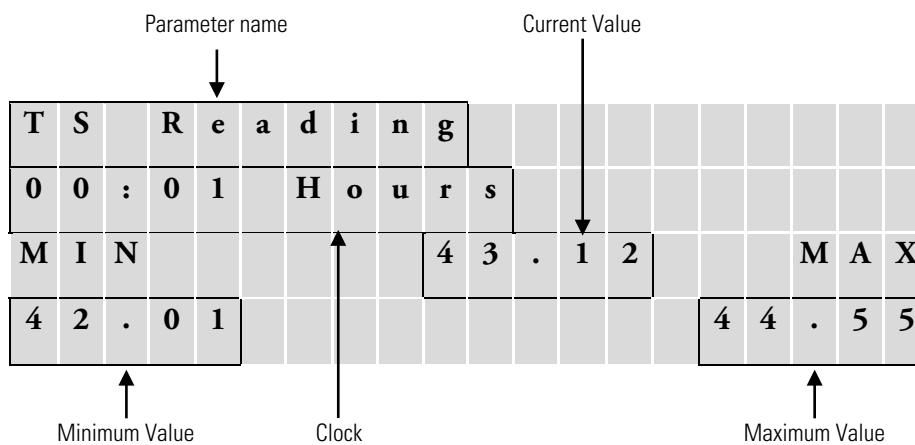 Parameter name Current Value
TS Reading
00:01 Hours
MIN 43.12 MAX
42.01 44.55
Minimum Value Clock Maximum Value